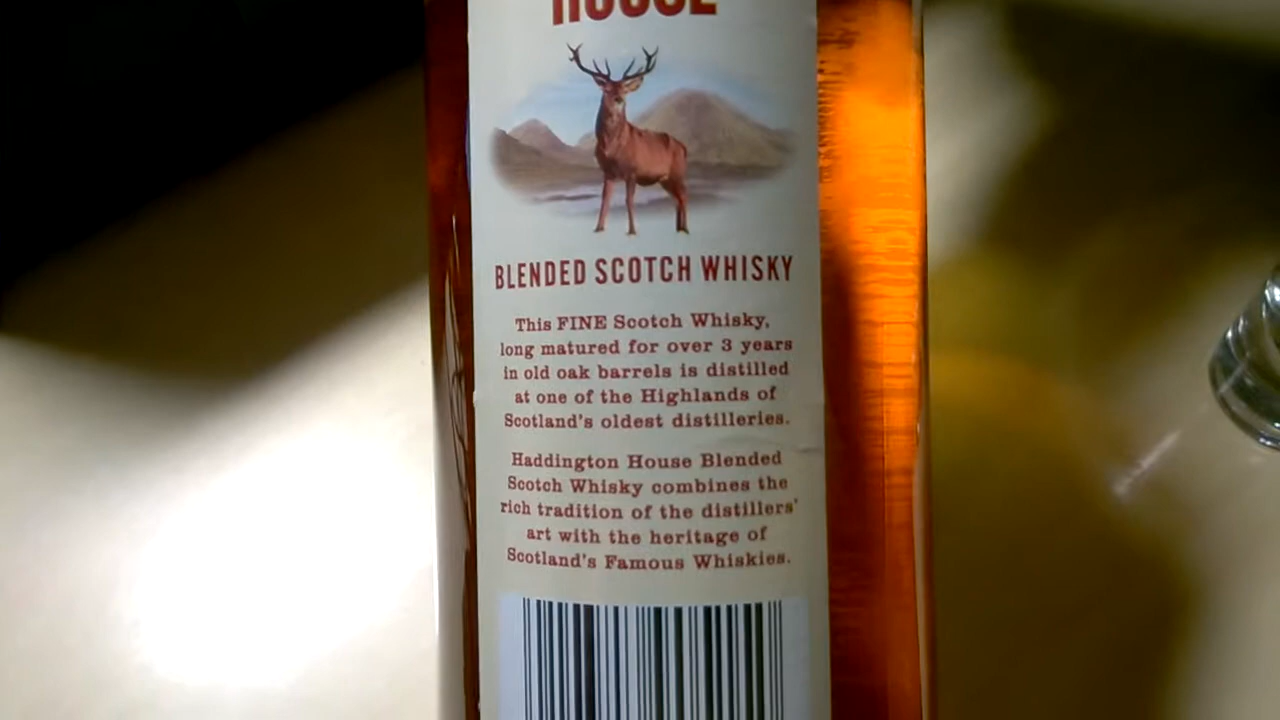 HOUSE
BLENDED SCOTCH WHISKY
This FINE Scotch Whisky,
long matured for over 3 years
in old oak barrels is distilled
at one of the Highlands of
Scotland's oldest distilleries.
Haddington House Blended
Scotch Whisky combines the
rich tradition of the distillers'
art with the heritage of
Scotland's Famous Whiskies.